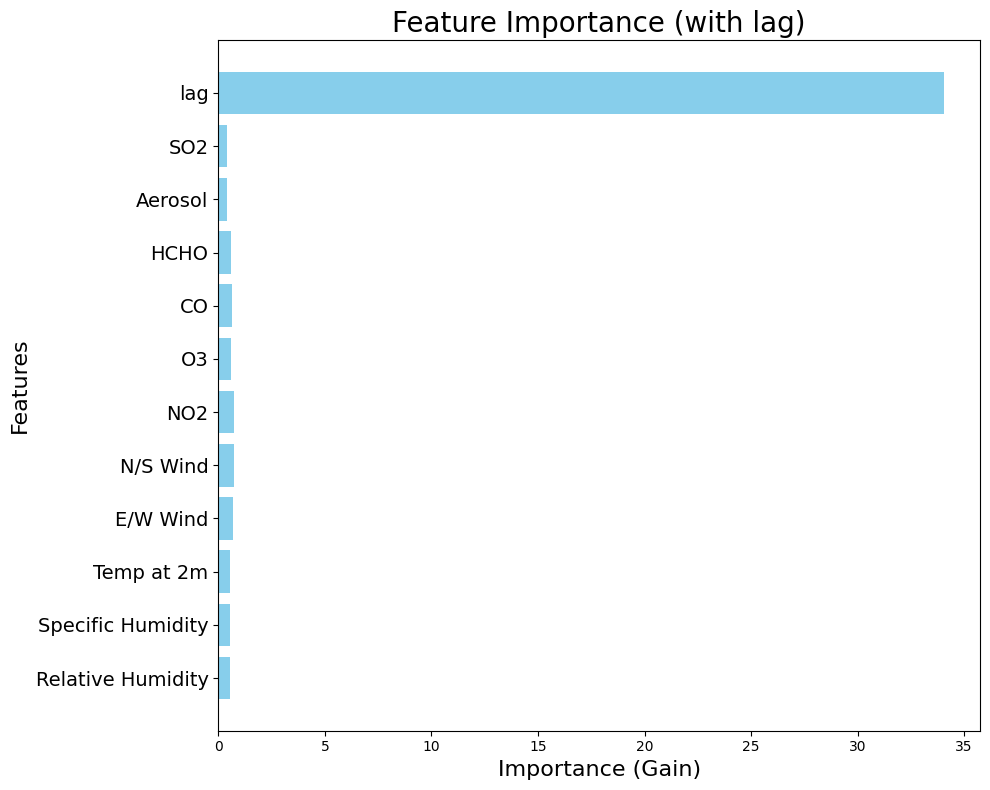 Feature Importance (with lag)
lag
SO2
Aerosol
HCHO
CO
O3
NO2
N/S Wind
E/W Wind
Temp at 2m
Specific Humidity
Relative Humidity
Features
0 5 10 15 20 25 30 35
Importance (Gain)